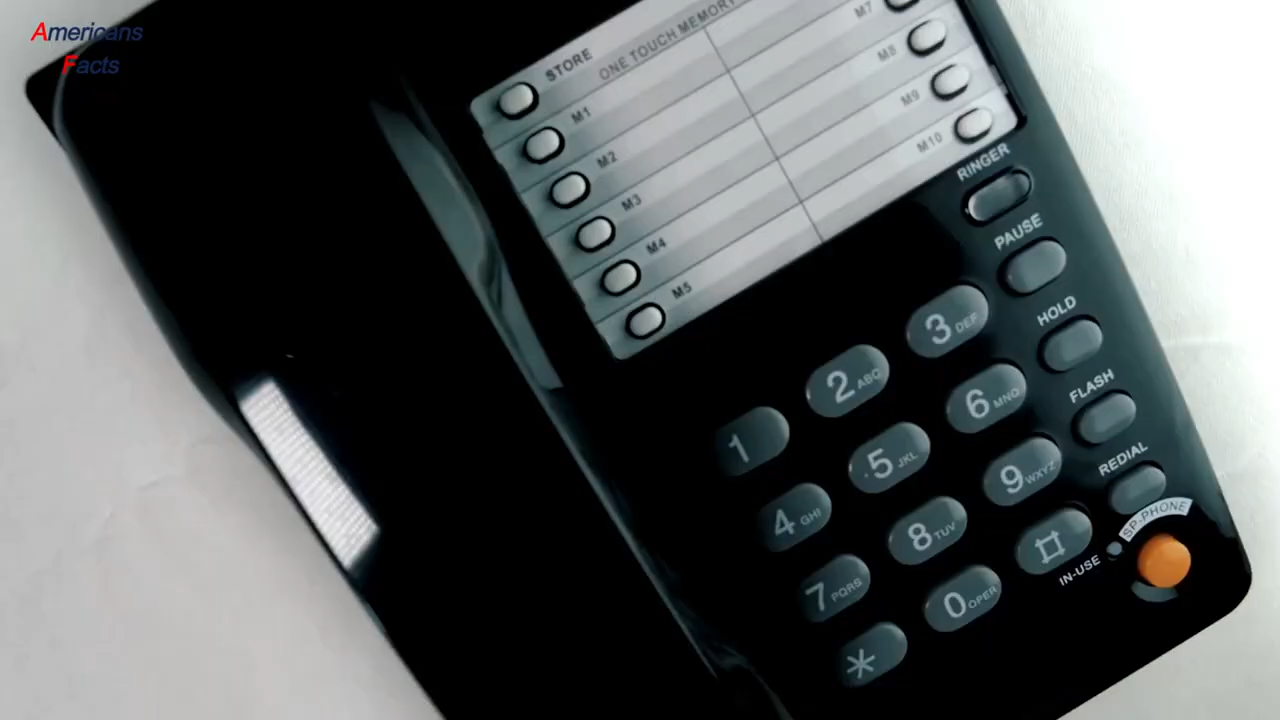 Americans
Facts
STORE
ONE TOUCH MEMORY
M1
M2
M3
M4
M5
M7
M8
M9
M10
RINGER
PAUSE
HOLD
FLASH
REDIAL
SP-PHONE
IN-USE
1
2 ABC
3 DEF
4 GHI
5 JKL
6 MNO
7 PQRS
8 TUV
9 WXYZ
*
0 OPER
#